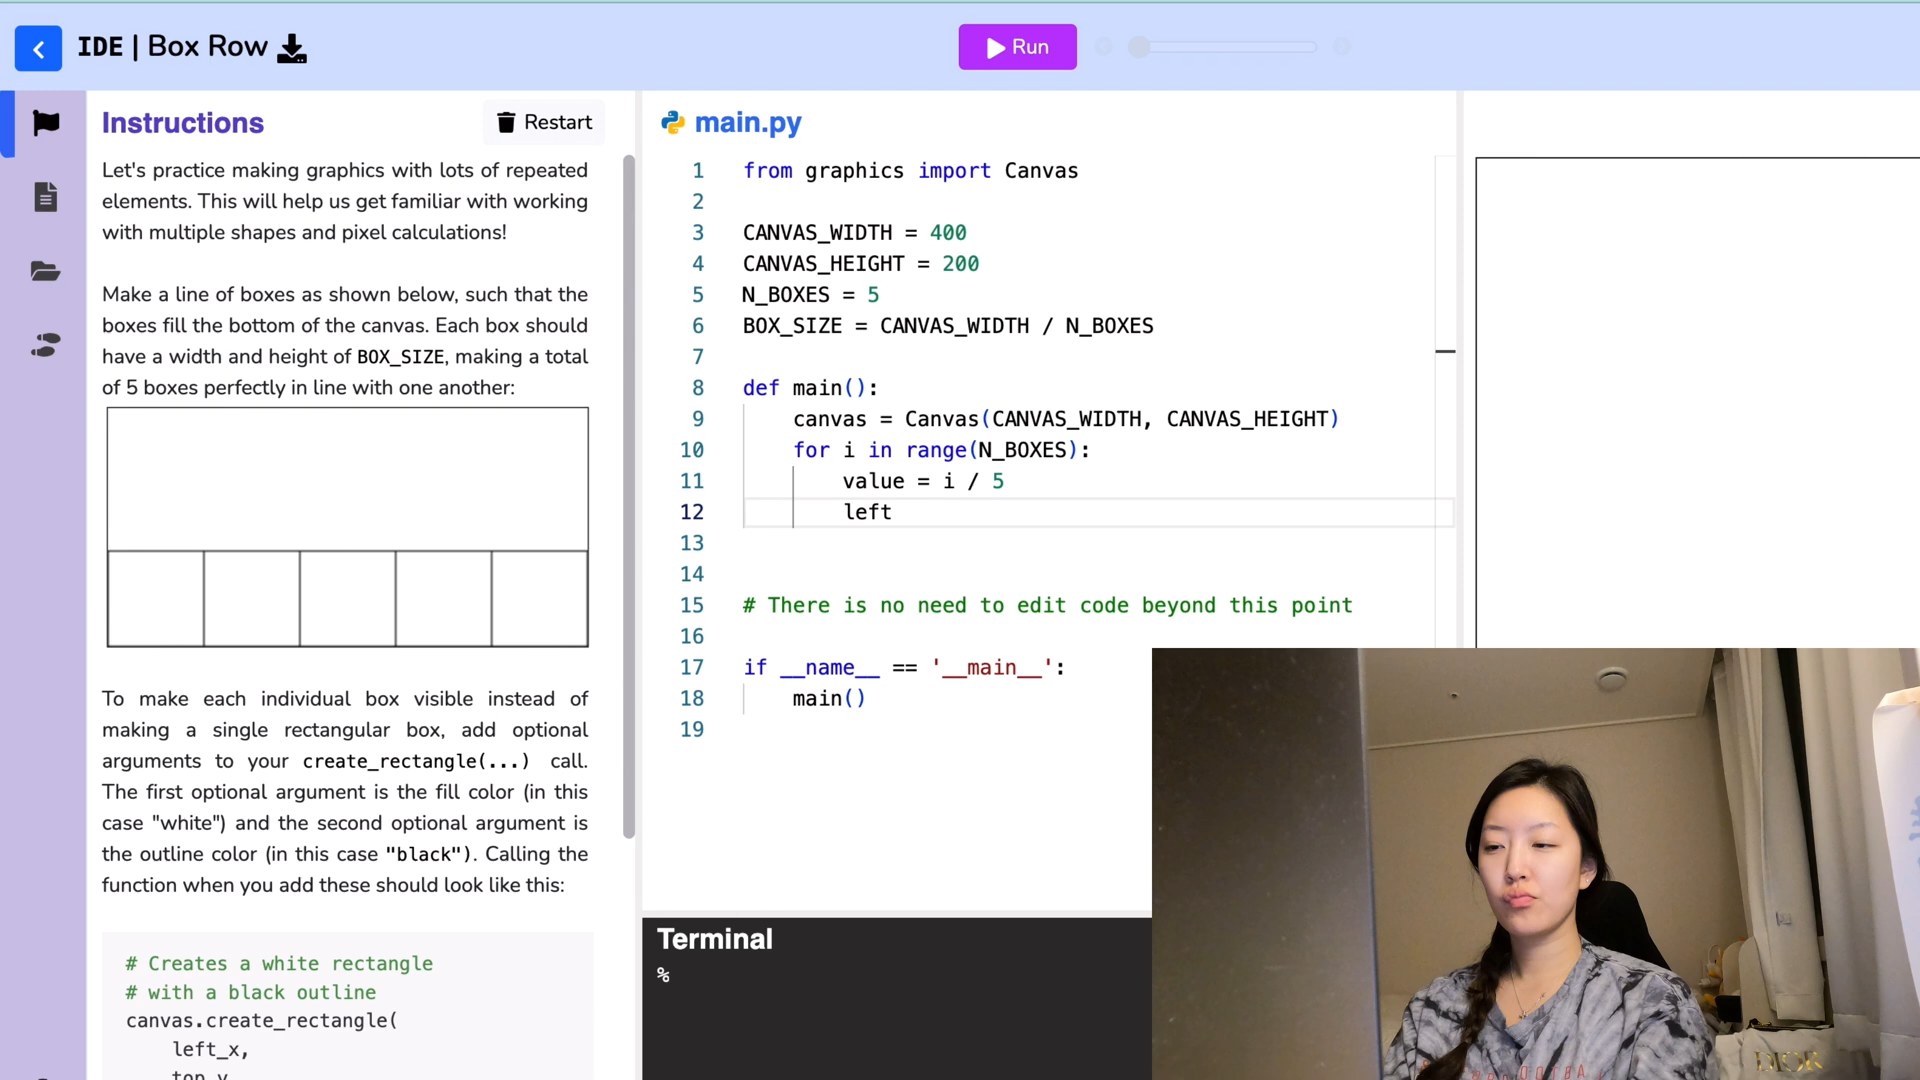 IDE | Box Row
Run
Instructions
Restart
Let's practice making graphics with lots of repeated
elements. This will help us get familiar with working
with multiple shapes and pixel calculations!
Make a line of boxes as shown below, such that the
boxes fill the bottom of the canvas. Each box should
have a width and height of BOX_SIZE, making a total
of 5 boxes perfectly in line with one another:
To make each individual box visible instead of
making a single rectangular box, add optional
arguments to your create_rectangle(...) call.
The first optional argument is the fill color (in this
case "white") and the second optional argument is
the outline color (in this case "black"). Calling the
function when you add these should look like this:
# Creates a white rectangle
# with a black outline
canvas.create_rectangle(
left_x,
top_y
main.py
1 from graphics import Canvas
2
3 CANVAS_WIDTH = 400
4 CANVAS_HEIGHT = 200
5 N_BOXES = 5
6 BOX_SIZE = CANVAS_WIDTH / N_BOXES
7
8 def main():
9 canvas = Canvas(CANVAS_WIDTH, CANVAS_HEIGHT)
10 for i in range(N_BOXES):
11 value = i / 5
12 left
13
14
15 # There is no need to edit code beyond this point
16
17 if __name__ == '__main__':
18 main()
19
Terminal
%
DIOR